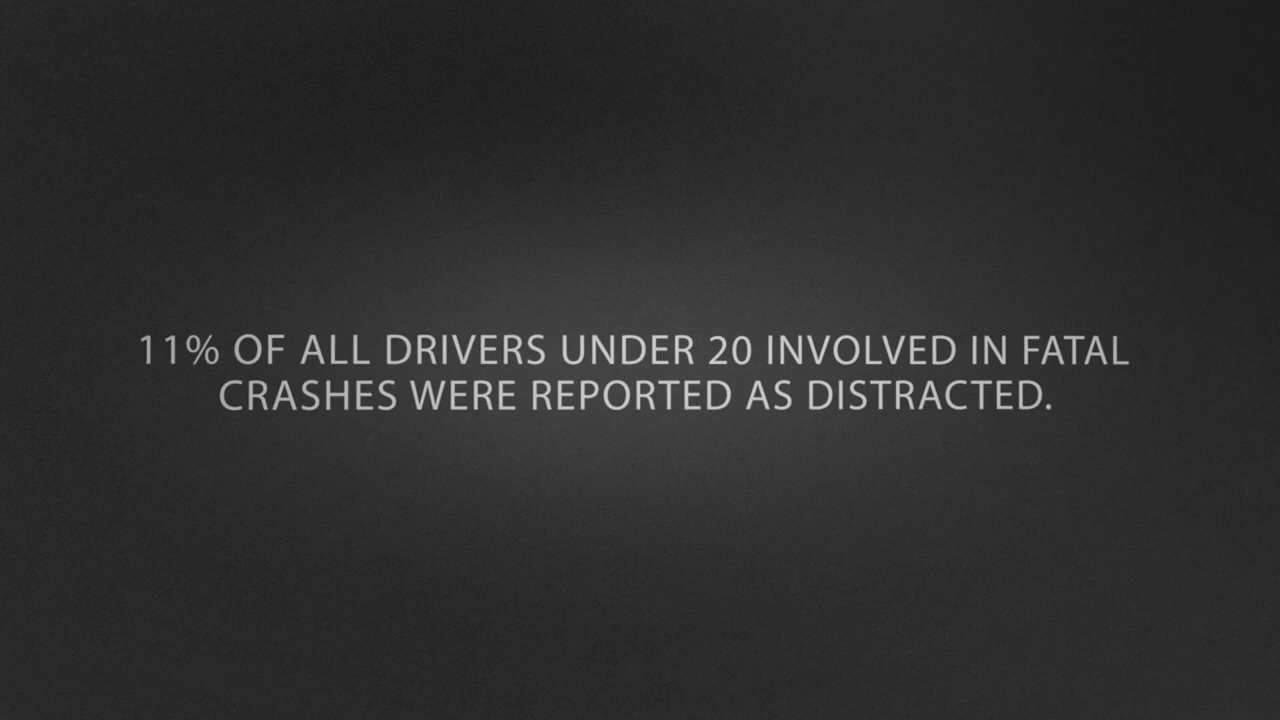 11% OF ALL DRIVERS UNDER 20 INVOLVED IN FATAL
CRASHES WERE REPORTED AS DISTRACTED.